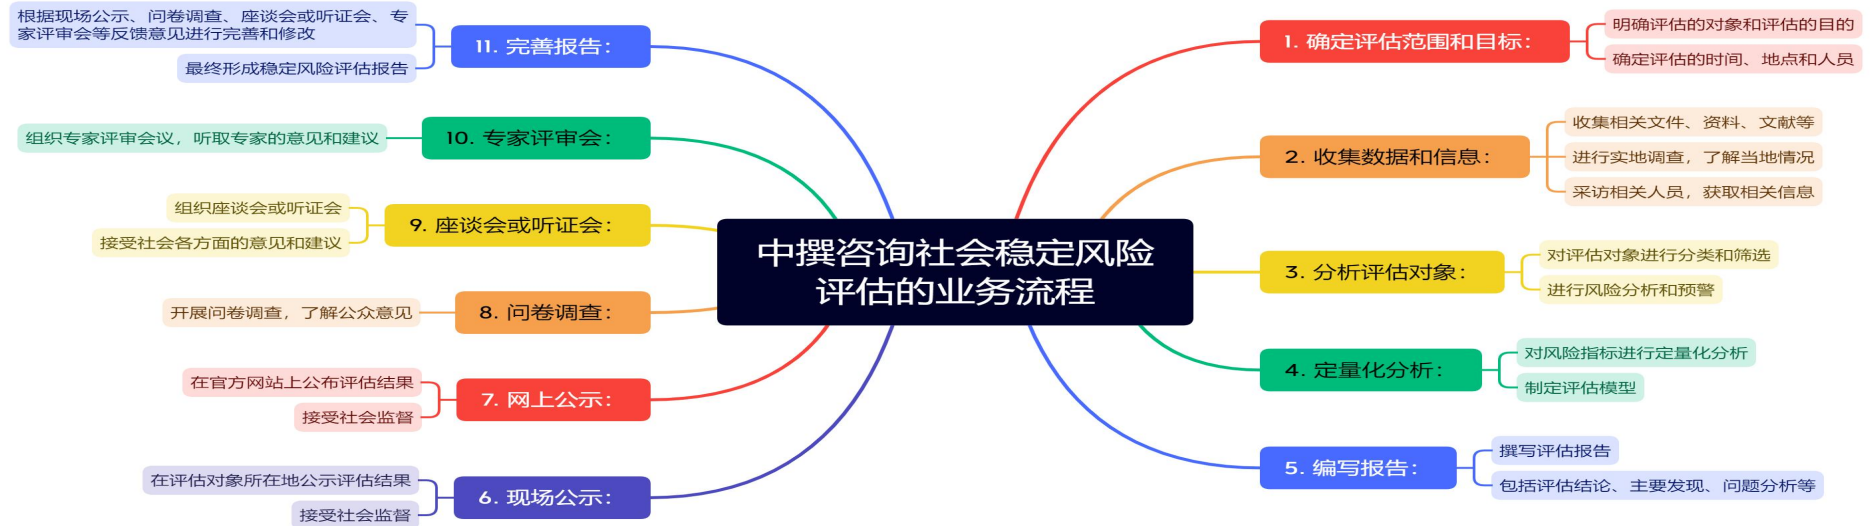 中撰咨询社会稳定风险
评估的业务流程
1. 确定评估范围和目标：
明确评估的对象和评估的目的
确定评估的时间、地点和人员
2. 收集数据和信息：
收集相关文件、资料、文献等
进行实地调查，了解当地情况
采访相关人员，获取相关信息
3. 分析评估对象：
对评估对象进行分类和筛选
进行风险分析和预警
4. 定量化分析：
对风险指标进行定量化分析
制定评估模型
5. 编写报告：
撰写评估报告
包括评估结论、主要发现、问题分析等
6. 现场公示：
在评估对象所在地公示评估结果
接受社会监督
7. 网上公示：
在官方网站上公布评估结果
接受社会监督
8. 问卷调查：
开展问卷调查，了解公众意见
9. 座谈会或听证会：
组织座谈会或听证会
接受社会各方面的意见和建议
10. 专家评审会：
组织专家评审会议，听取专家的意见和建议
11. 完善报告：
根据现场公示、问卷调查、座谈会或听证会、专
家评审会等反馈意见进行完善和修改
最终形成稳定风险评估报告